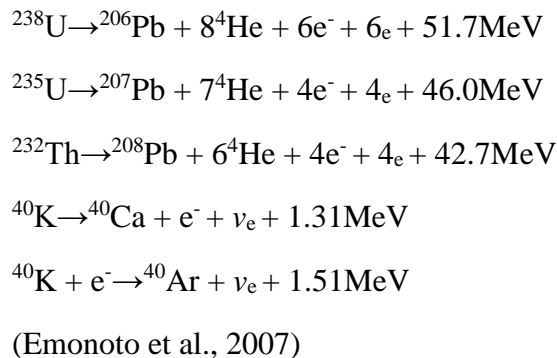 ²³⁸U→²⁰⁶Pb + 8⁴He + 6e⁻ + 6ₑ + 51.7MeV
²³⁵U→²⁰⁷Pb + 7⁴He + 4e⁻ + 4ₑ + 46.0MeV
²³²Th→²⁰⁸Pb + 6⁴He + 4e⁻ + 4ₑ + 42.7MeV
⁴⁰K→⁴⁰Ca + e⁻ + νₑ + 1.31MeV
⁴⁰K + e⁻→⁴⁰Ar + νₑ + 1.51MeV
(Emonoto et al., 2007)